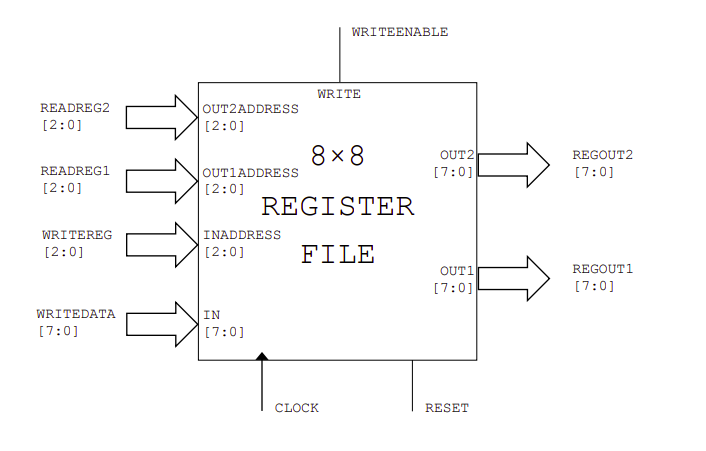 WRITEENABLE
WRITE
READREG2
[2:0]
OUT2ADDRESS
[2:0]
READREG1
[2:0]
OUT1ADDRESS
[2:0]
WRITEREG
[2:0]
INADDRESS
[2:0]
WRITEDATA
[7:0]
IN
[7:0]
8×8
REGISTER
FILE
OUT2
[7:0]
REGOUT2
[7:0]
OUT1
[7:0]
REGOUT1
[7:0]
CLOCK
RESET